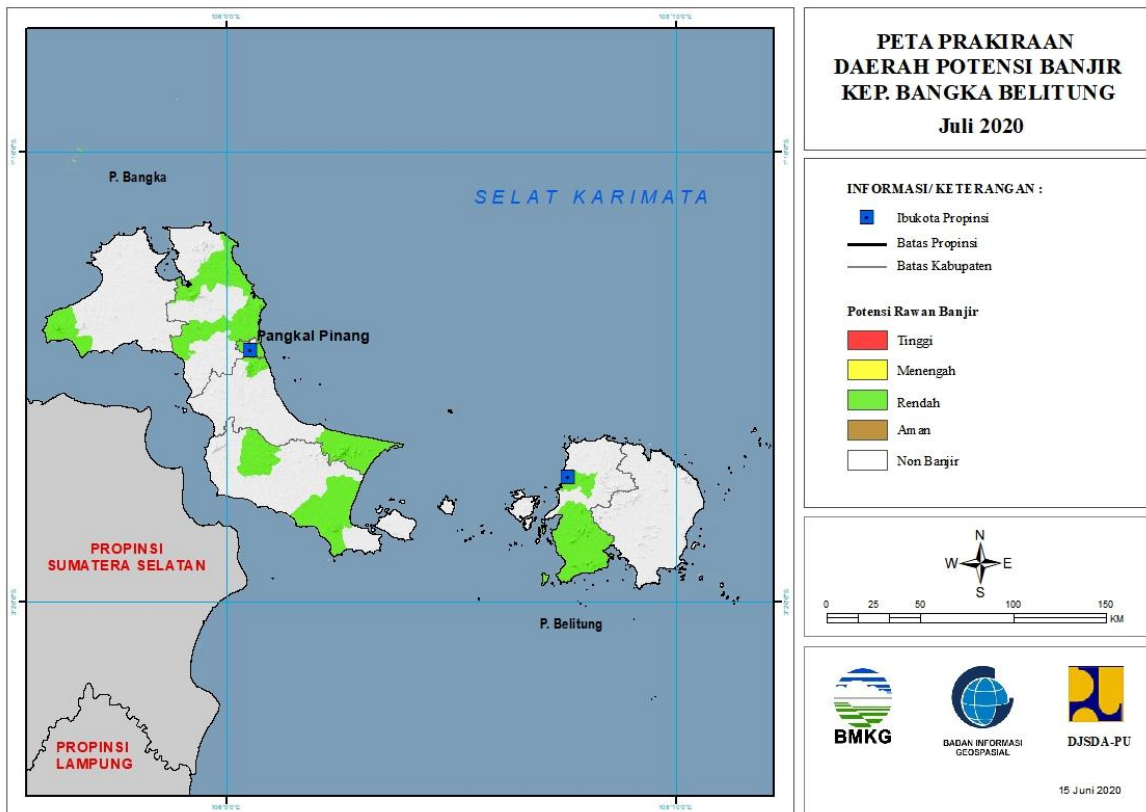 PETA PRAKIRAAN
DAERAH POTENSI BANJIR
KEP. BANGKA BELITUNG
Juli 2020
P. Bangka
SELAT KARIMATA
Pangkal Pinang
PROPINSI
SUMATERA SELATAN
P. Belitung
PROPINSI
LAMPUNG
INFORMASI/KETERANGAN :
Ibukota Propinsi
Batas Propinsi
Batas Kabupaten
Potensi Rawan Banjir
Tinggi
Menengah
Rendah
Aman
Non Banjir
N
W E
S
0 25 50 100 150
KM
BMKG
BADAN INFORMASI
GEOSPASIAL
DJSDA-PU
15 Juni 2020